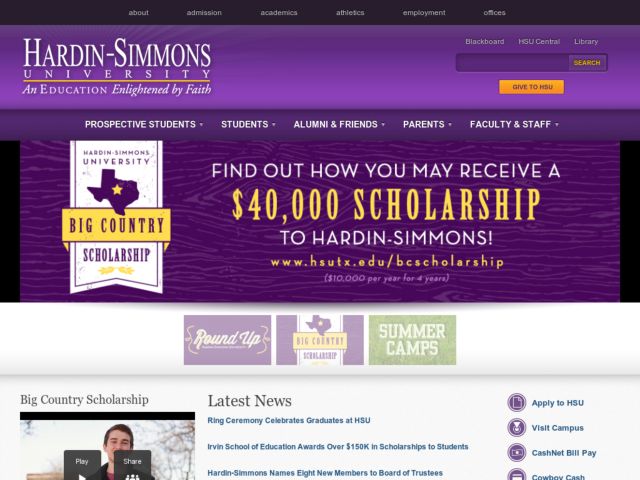 about admission academics athletics employment offices
HARDIN-SIMMONS
UNIVERSITY
An EDUCATION Enlightened by Faith
Blackboard HSU Central Library
SEARCH
GIVE TO HSU
PROSPECTIVE STUDENTS STUDENTS ALUMNI & FRIENDS PARENTS FACULTY & STAFF
HARDIN-SIMMONS
UNIVERSITY
BIG COUNTRY
SCHOLARSHIP
FIND OUT HOW YOU MAY RECEIVE A
$40,000 SCHOLARSHIP
TO HARDIN-SIMMONS!
www.hsutx.edu/bcscholarship
($10,000 per year for 4 years)
Round Up
BIG COUNTRY
SCHOLARSHIP
SUMMER
CAMPS
Big Country Scholarship
Play Share
Latest News
Ring Ceremony Celebrates Graduates at HSU
Irvin School of Education Awards Over $150K in Scholarships to Students
Hardin-Simmons Names Eight New Members to Board of Trustees
Apply to HSU
Visit Campus
CashNet Bill Pay
Cowboy Cash